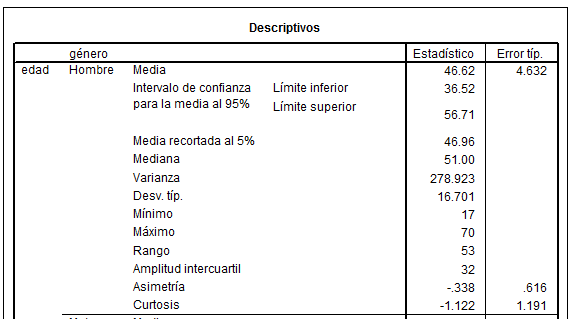 Descriptivos
género Estadístico Error típ.
edad Hombre Media 46.62 4.632
Intervalo de confianza para la media al 95% Límite inferior 36.52
Límite superior 56.71
Media recortada al 5% 46.96
Mediana 51.00
Varianza 278.923
Desv. típ. 16.701
Mínimo 17
Máximo 70
Rango 53
Amplitud intercuartil 32
Asimetría -.338 .616
Curtosis -1.122 1.191